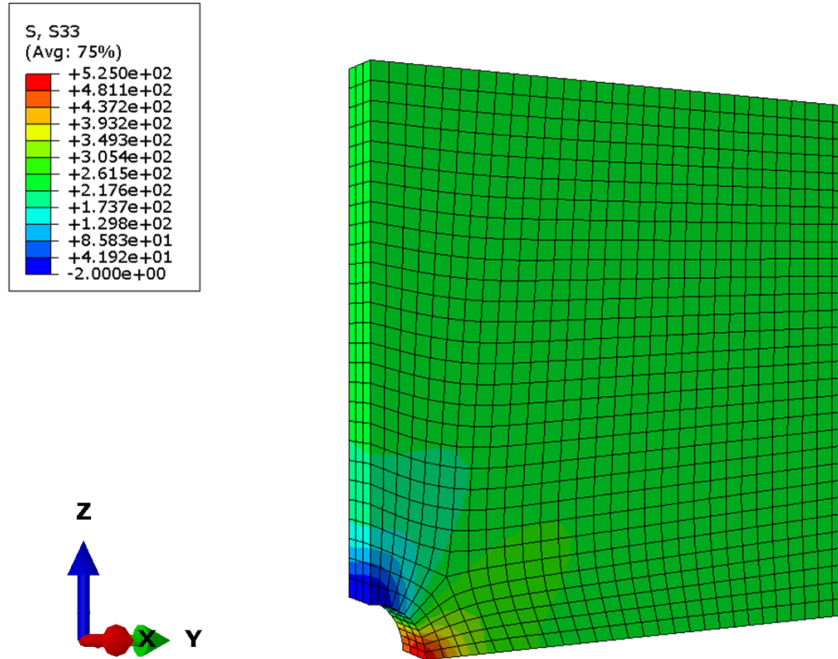 S, S33
(Avg: 75%)
+5.250e+02
+4.811e+02
+4.372e+02
+3.932e+02
+3.493e+02
+3.054e+02
+2.615e+02
+2.176e+02
+1.737e+02
+1.298e+02
+8.583e+01
+4.192e+01
-2.000e+00
Z
X Y